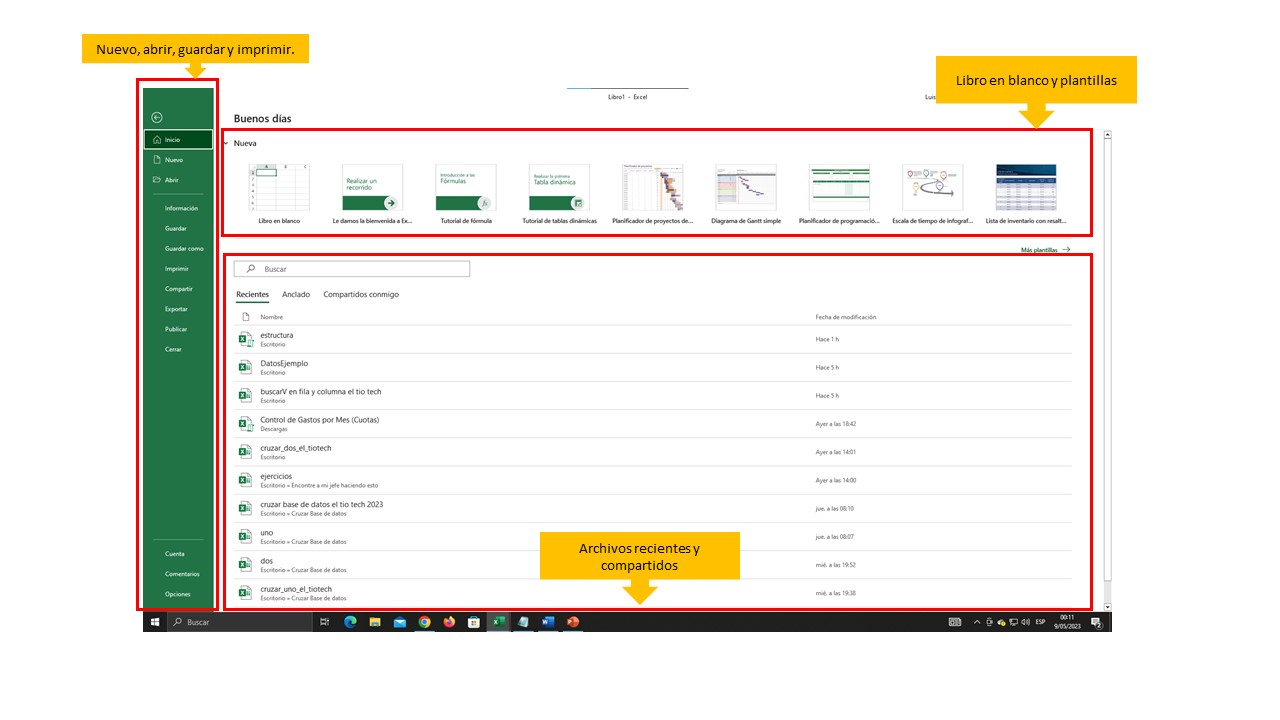 Nuevo, abrir, guardar y imprimir.
Libro en blanco y plantillas
Libro1 - Excel
Luis
Buenos días
Inicio
Nuevo
Abrir
Información
Guardar
Guardar como
Imprimir
Compartir
Exportar
Publicar
Cerrar
Cuenta
Comentarios
Opciones
Nueva
Realizar un
recorrido
Introducción a las
Fórmulas
fx
Realizar la primera
Tabla dinámica
Libro en blanco
Le damos la bienvenida a Ex...
Tutorial de fórmula
Tutorial de tablas dinámicas
Planificador de proyectos de...
Diagrama de Gantt simple
Planificador de programació...
Escala de tiempo de infograf...
Lista de inventario con resalt...
Más plantillas
Buscar
Recientes Anclado Compartidos conmigo
Nombre Fecha de modificación
estructura
Escritorio
Hace 1 h
DatosEjemplo
Escritorio
Hace 5 h
buscarV en fila y columna el tio tech
Escritorio
Hace 5 h
Control de Gastos por Mes (Cuotas)
Descargas
Ayer a las 18:42
cruzar_dos_el_tiotech
Escritorio
Ayer a las 14:01
ejercicios
Escritorio » Encontre a mi jefe haciendo esto
Ayer a las 14:00
cruzar base de datos el tio tech 2023
Escritorio » Cruzar Base de datos
jue. a las 08:10
uno
Escritorio » Cruzar Base de datos
jue. a las 08:07
dos
Escritorio » Cruzar Base de datos
mié. a las 19:52
cruzar_uno_el_tiotech
Escritorio » Cruzar Base de datos
mié. a las 19:38
Archivos recientes y
compartidos
Buscar
ESP
00:11
9/05/2023
2